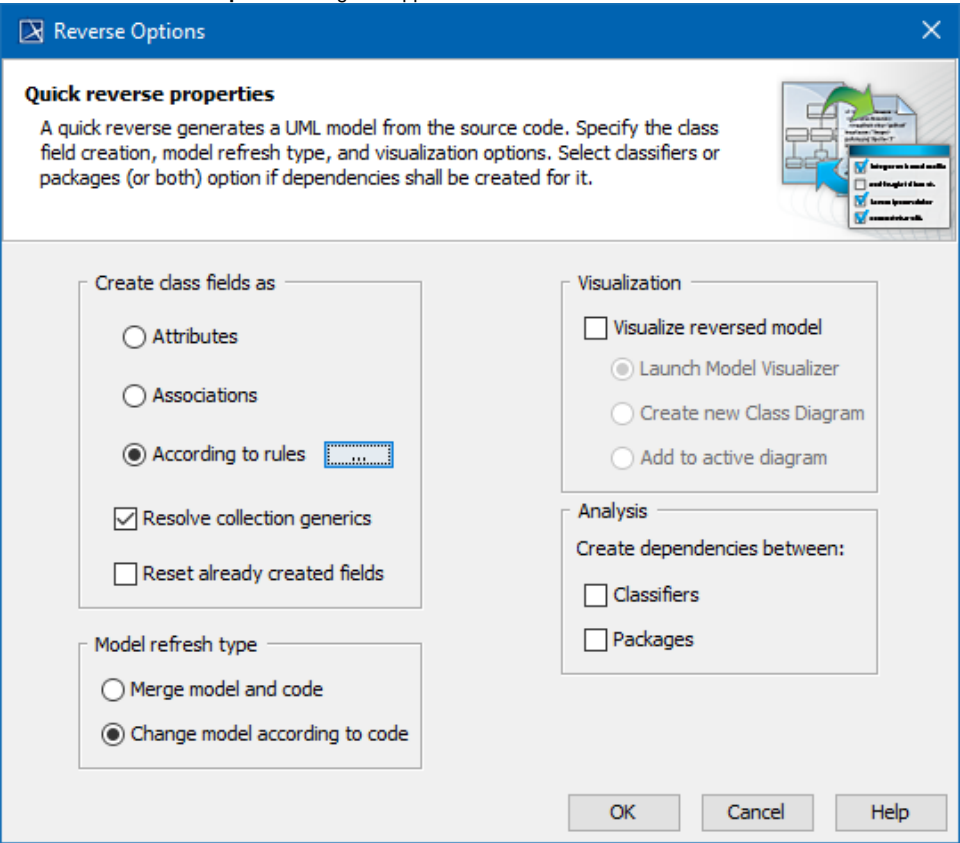 Reverse Options
Quick reverse properties
A quick reverse generates a UML model from the source code. Specify the class
field creation, model refresh type, and visualization options. Select classifiers or
packages (or both) option if dependencies shall be created for it.
Create class fields as
Attributes
Associations
According to rules ...
Resolve collection generics
Reset already created fields
Model refresh type
Merge model and code
Change model according to code
Visualization
Visualize reversed model
Launch Model Visualizer
Create new Class Diagram
Add to active diagram
Analysis
Create dependencies between:
Classifiers
Packages
OK Cancel Help